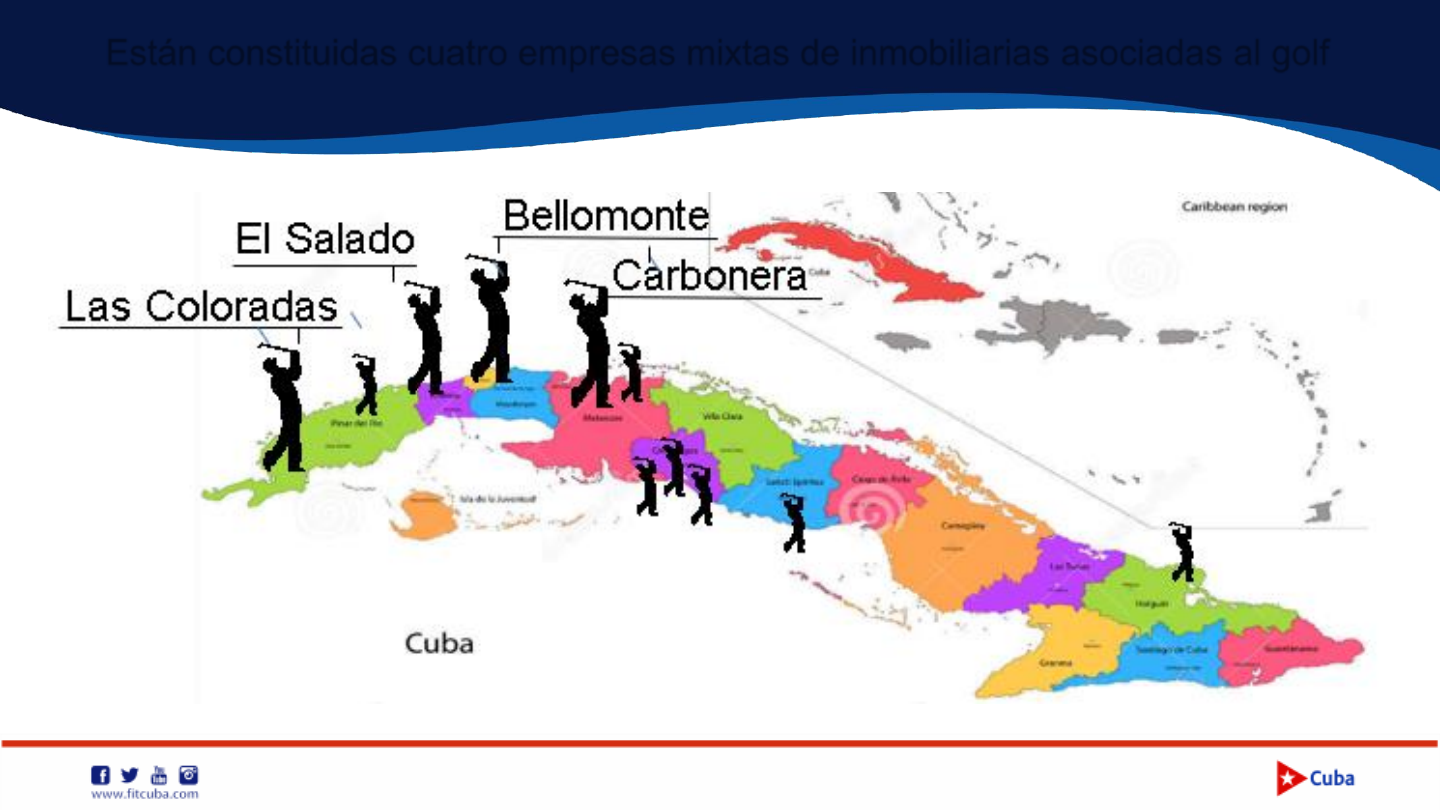 Están constituidas cuatro empresas mixtas de inmobiliarias asociadas al golf
Caribbean region
Bellomonte
El Salado
Carbonera
Cuba
Las Coloradas
Pinar del Río
Matanzas
Villa Clara
Isla de la Juventud
Sancti Spíritus
Ciego de Ávila
Camagüey
Las Tunas
Holguín
Cuba
Granma
Santiago de Cuba
Guantánamo
www.fitcuba.com
Cuba